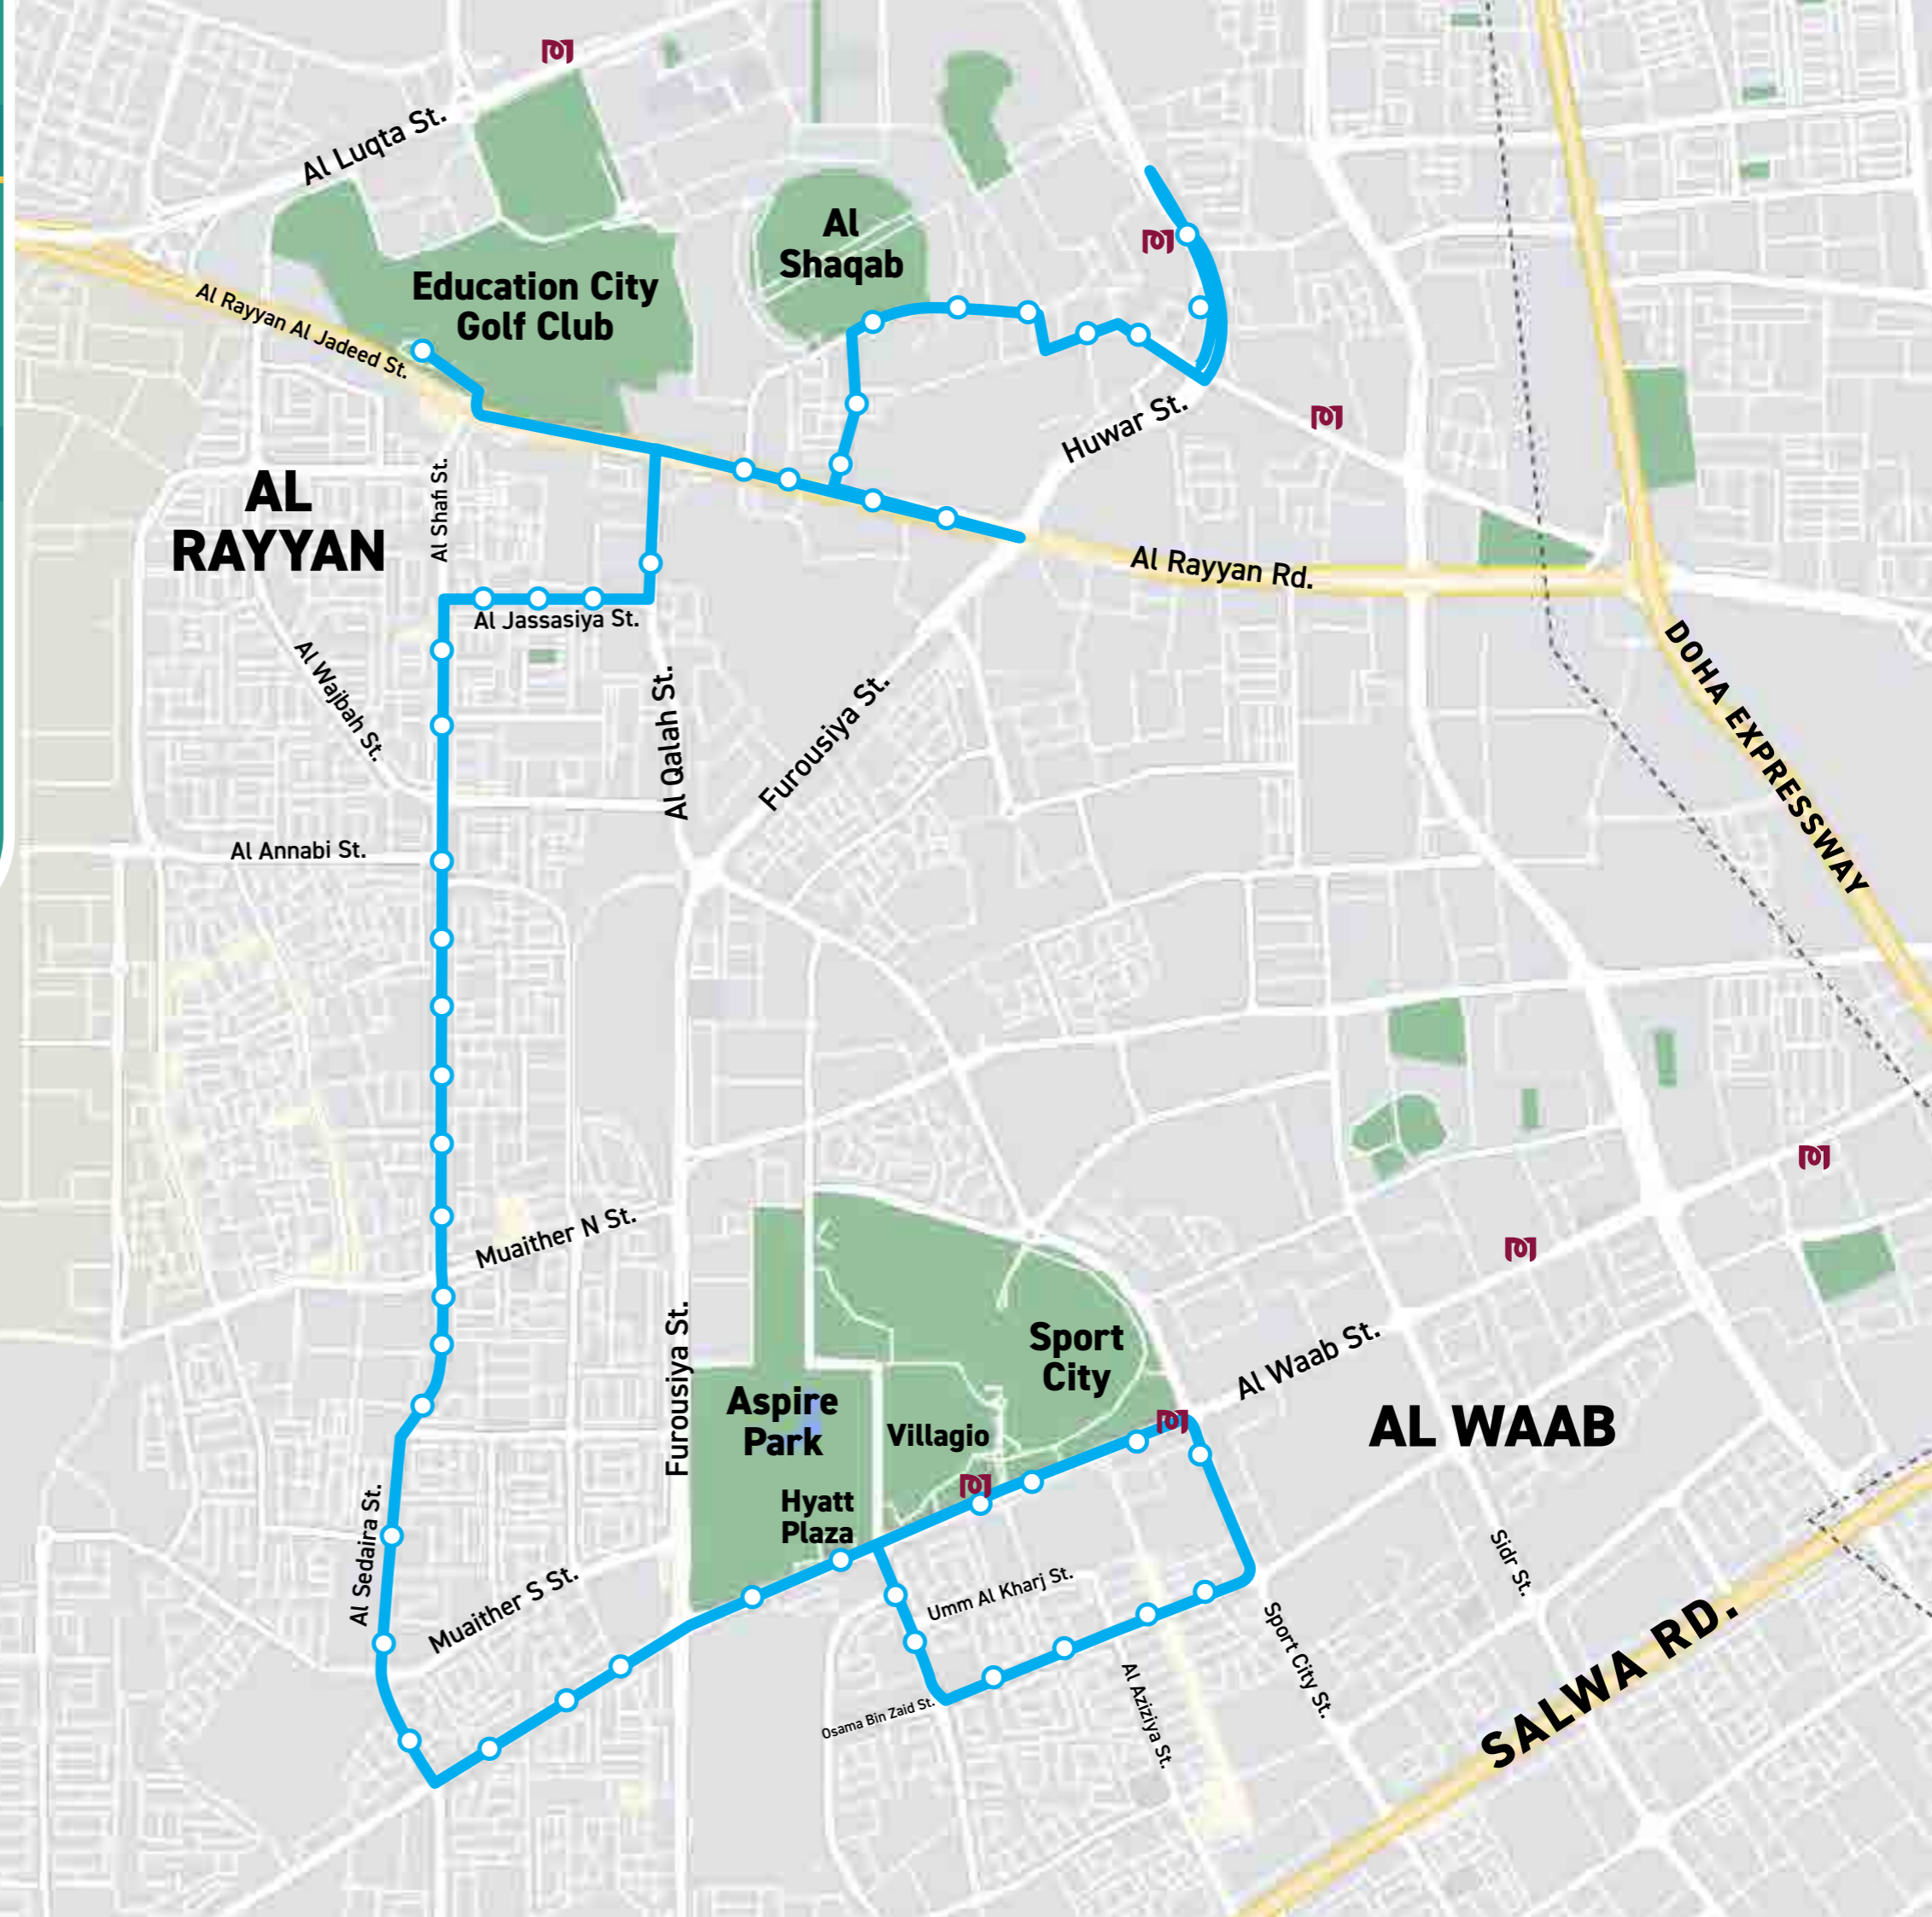 Al Luqta St.
Al
Shaqab
Education City
Golf Club
Al Rayyan Al Jadeed St.
Huwar St.
AL
RAYYAN
Al Shafi St.
Al Rayyan Rd.
Al Jassasiya St.
DOHA EXPRESSWAY
Al Wajbah St.
Al Qalah St.
Furousiya St.
Al Annabi St.
Muaither N St.
Furousiya St.
Sport
City
Al Waab St.
Aspire
Park
Villagio
AL WAAB
Hyatt
Plaza
Al Sedaira St.
Muaither S St.
Umm Al Kharj St.
Sidr St.
Sport City St.
Osama Bin Zaid St.
Al Aziziya St.
SALWA RD.